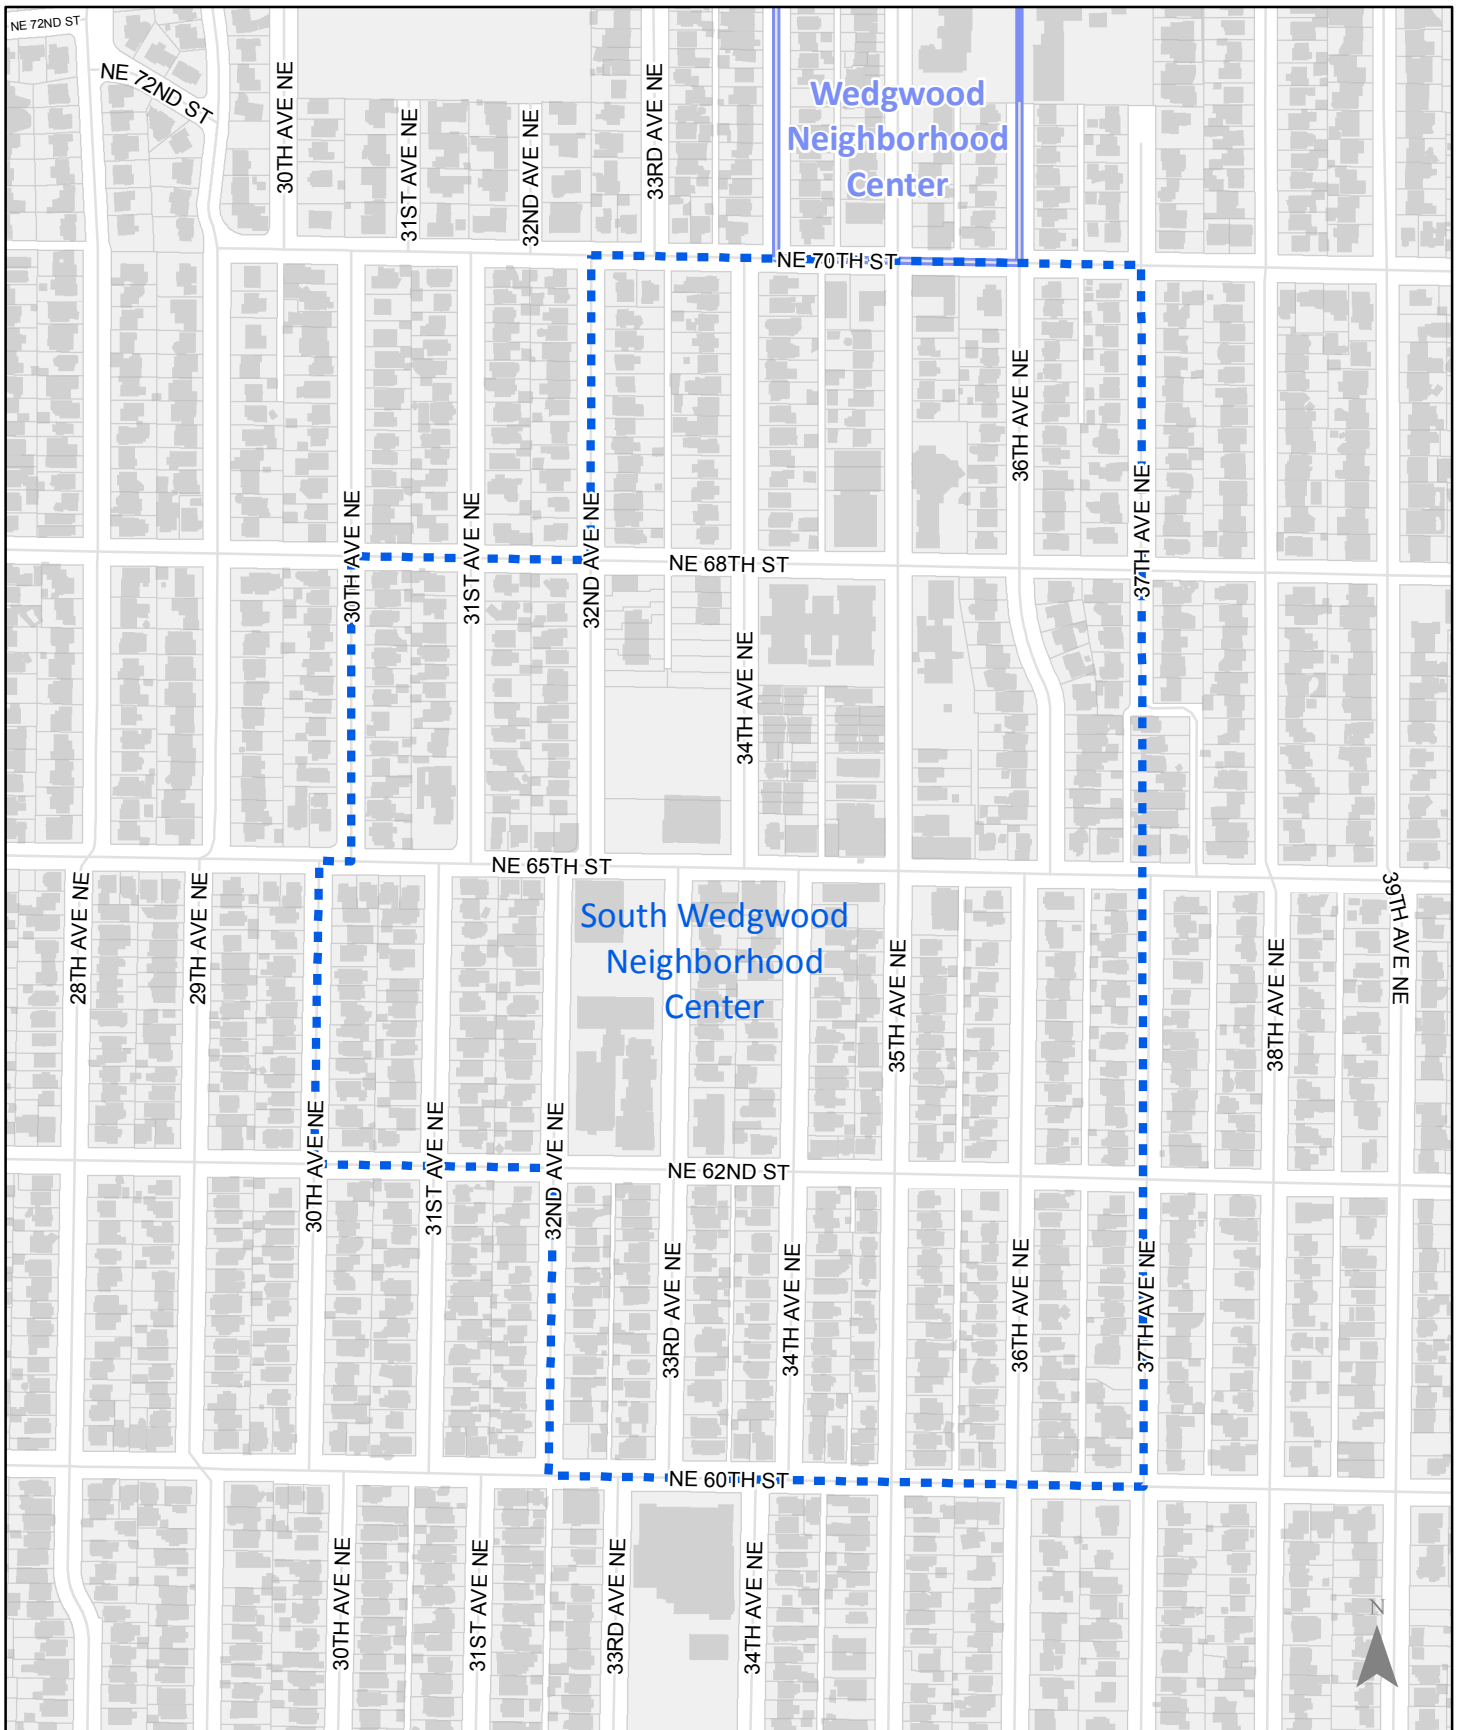 NE 72ND ST
NE 72ND ST
30TH AVE NE
31ST AVE NE
32ND AVE NE
33RD AVE NE
Wedgwood
Neighborhood
Center
NE 70TH ST
36TH AVE NE
37TH AVE NE
30TH AVE NE
31ST AVE NE
32ND AVE NE
NE 68TH ST
34TH AVE NE
NE 65TH ST
28TH AVE NE
29TH AVE NE
South Wedgwood
Neighborhood
Center
35TH AVE NE
38TH AVE NE
39TH AVE NE
30TH AVE NE
31ST AVE NE
32ND AVE NE
NE 62ND ST
33RD AVE NE
34TH AVE NE
36TH AVE NE
37TH AVE NE
NE 60TH ST
30TH AVE NE
31ST AVE NE
33RD AVE NE
34TH AVE NE
N